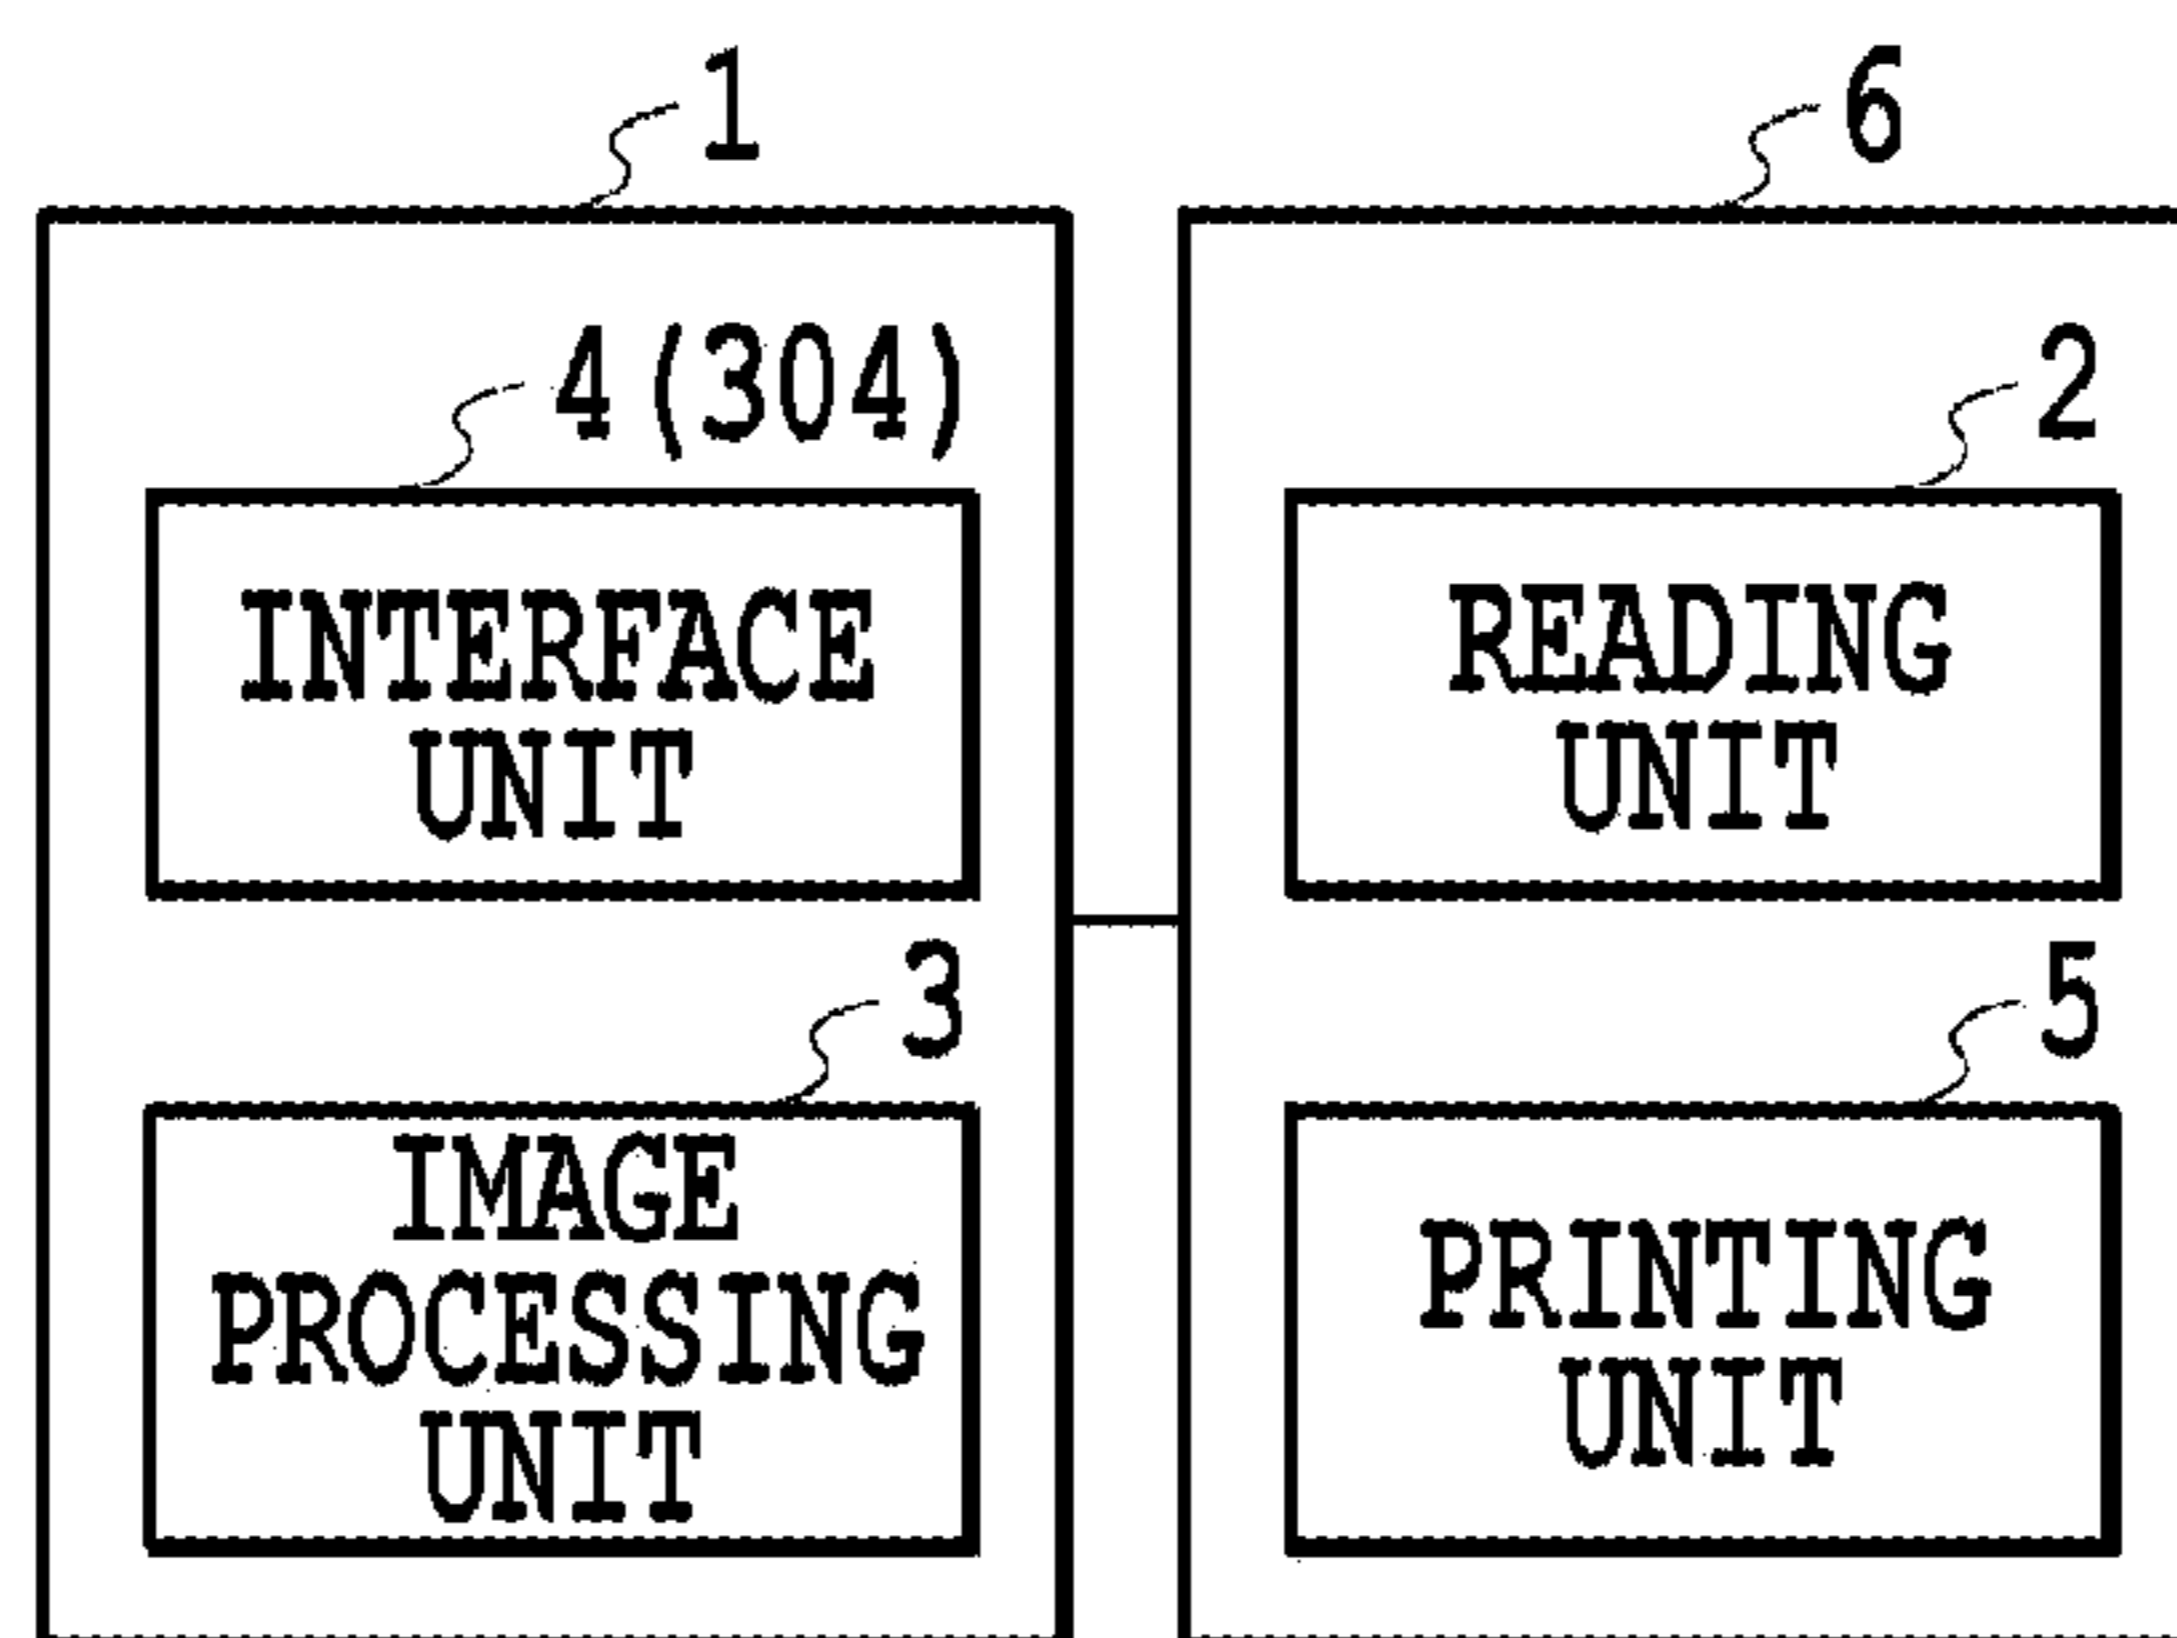 1
6
4(304)
2
INTERFACE
UNIT
READING
UNIT
3
5
IMAGE
PROCESSING
UNIT
PRINTING
UNIT